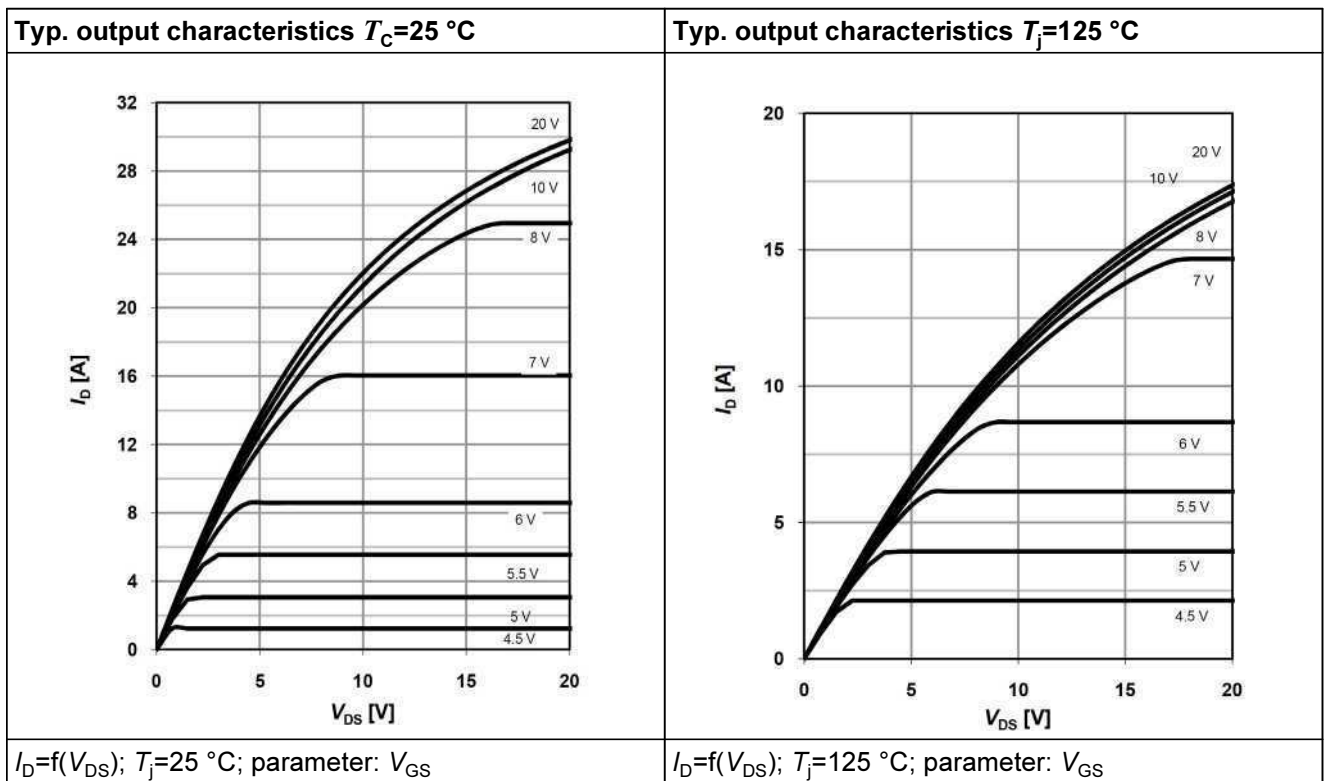 Typ. output characteristics TC=25 °C
32
28
24
20
16
12
8
4
0
ID [A]
20 V
10 V
8 V
7 V
6 V
5.5 V
5 V
4.5 V
0 5 10 15 20
VDS [V]
ID=f(VDS); Tj=25 °C; parameter: VGS
Typ. output characteristics Tj=125 °C
20
15
10
5
0
ID [A]
20 V
10 V
8 V
7 V
6 V
5.5 V
5 V
4.5 V
0 5 10 15 20
VDS [V]
ID=f(VDS); Tj=125 °C; parameter: VGS